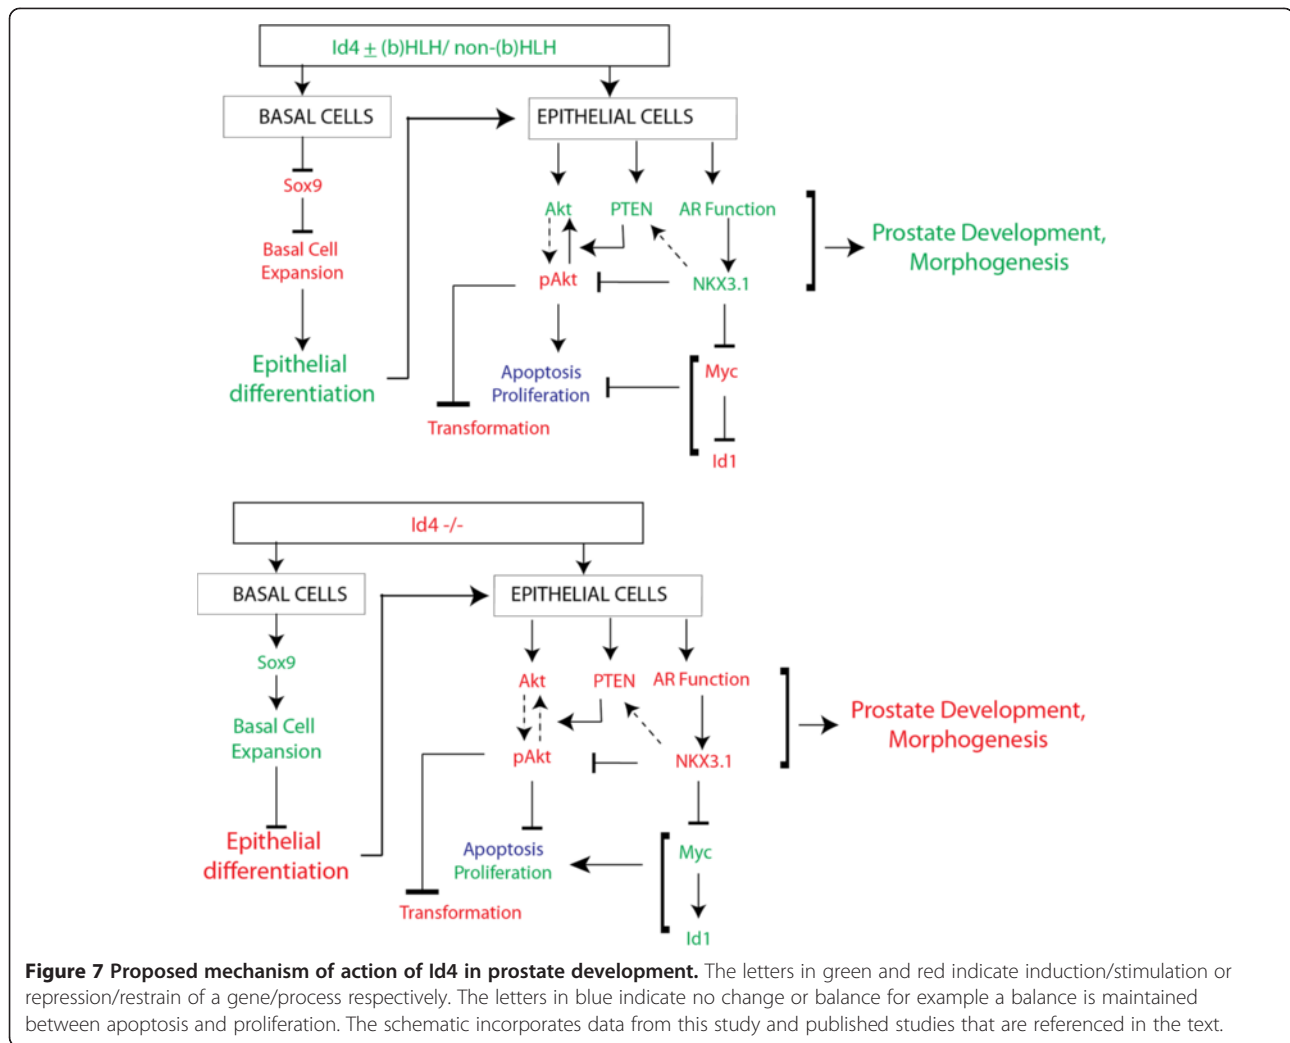 Id4 ± (b)HLH/ non-(b)HLH
BASAL CELLS
EPITHELIAL CELLS
Sox9
Akt
PTEN
AR Function
Basal Cell
Expansion
pAkt
NKX3.1
Prostate Development,
Morphogenesis
Epithelial
differentiation
Apoptosis
Proliferation
Myc
Transformation
Id1
Id4 -/-
BASAL CELLS
EPITHELIAL CELLS
Sox9
Akt
PTEN
AR Function
Basal Cell
Expansion
pAkt
NKX3.1
Prostate Development,
Morphogenesis
Epithelial
differentiation
Apoptosis
Proliferation
Myc
Transformation
Id1
Figure 7 Proposed mechanism of action of Id4 in prostate development. The letters in green and red indicate induction/stimulation or
repression/restrain of a gene/process respectively. The letters in blue indicate no change or balance for example a balance is maintained
between apoptosis and proliferation. The schematic incorporates data from this study and published studies that are referenced in the text.